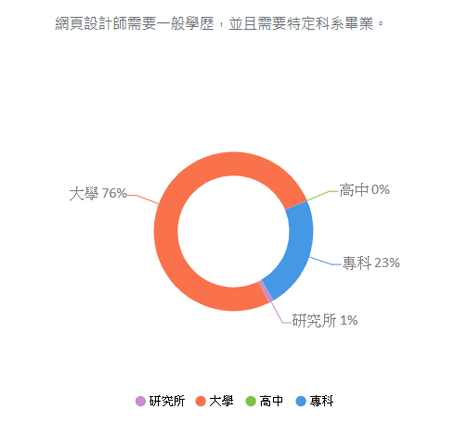 網頁設計師需要一般學歷，並且需要特定科系畢業。
大學 76%
高中 0%
專科 23%
研究所 1%
研究所 大學 高中 專科